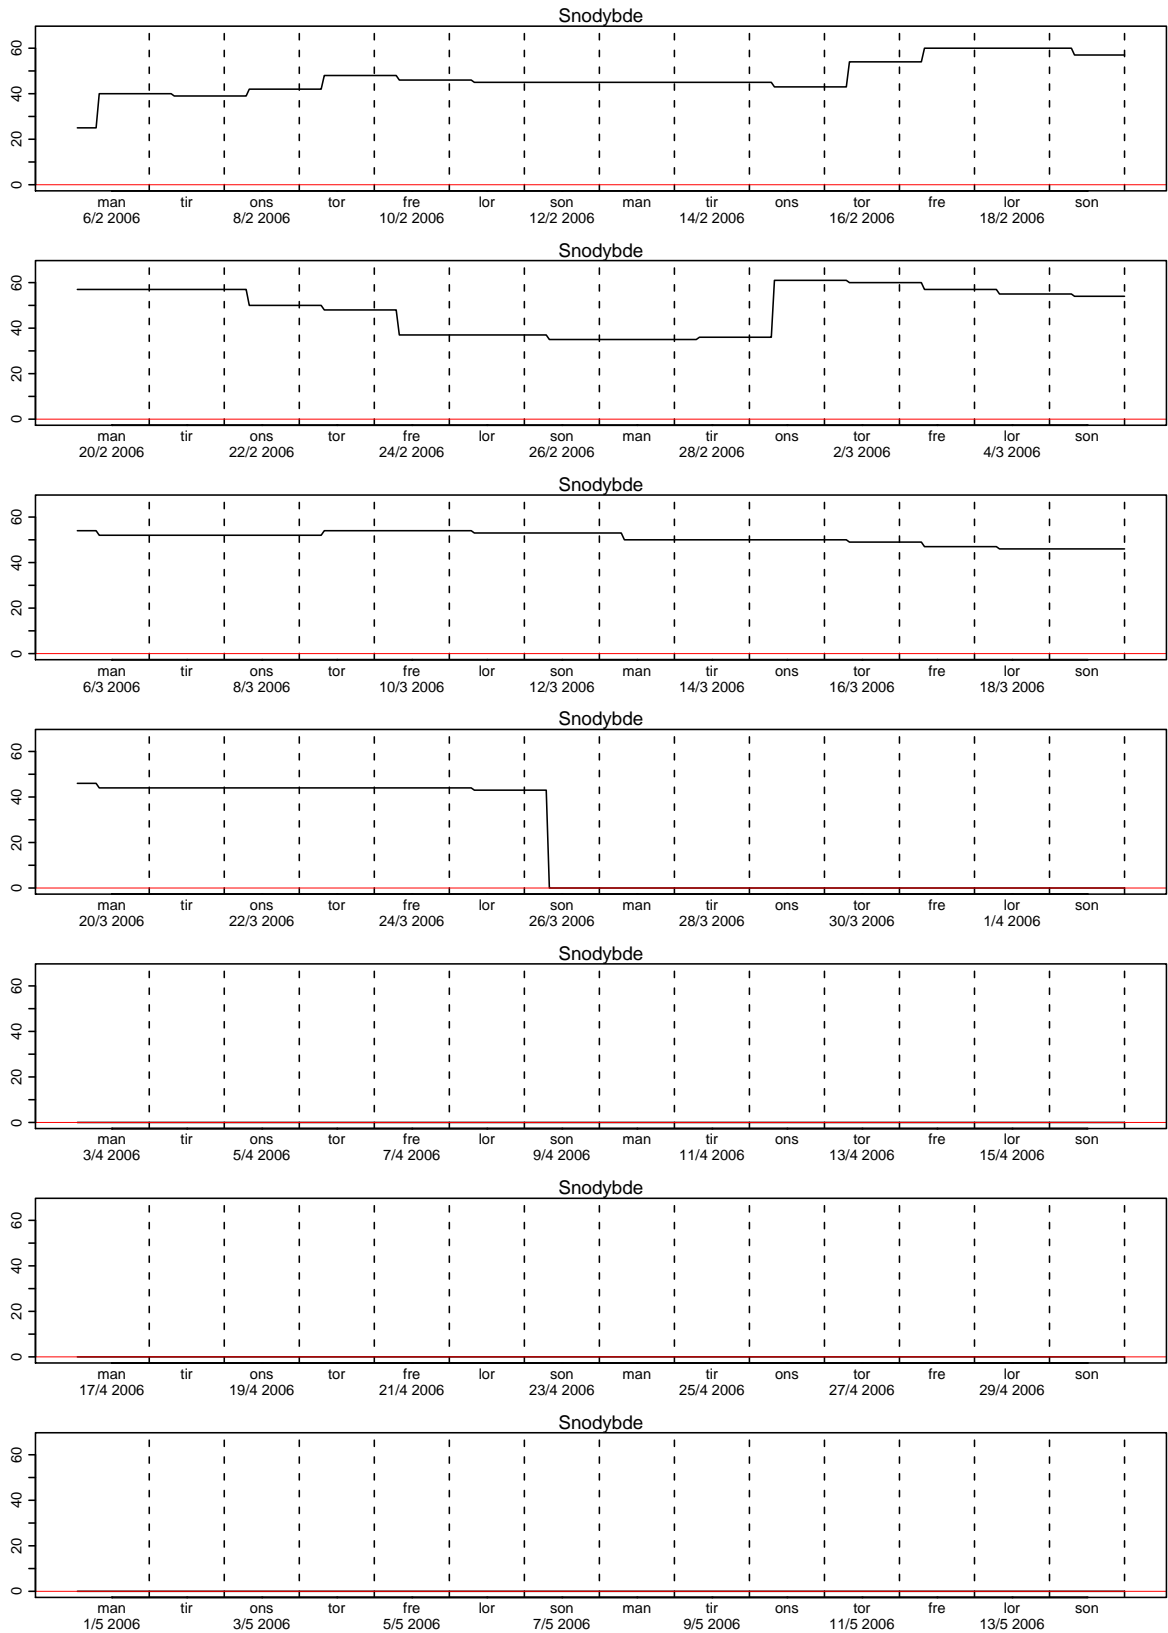 Snodybde
0 20 40 60
man tir ons tor fre lor son man tir ons tor fre lor son
6/2 2006 8/2 2006 10/2 2006 12/2 2006 14/2 2006 16/2 2006 18/2 2006
Snodybde
0 20 40 60
man tir ons tor fre lor son man tir ons tor fre lor son
20/2 2006 22/2 2006 24/2 2006 26/2 2006 28/2 2006 2/3 2006 4/3 2006
Snodybde
0 20 40 60
man tir ons tor fre lor son man tir ons tor fre lor son
6/3 2006 8/3 2006 10/3 2006 12/3 2006 14/3 2006 16/3 2006 18/3 2006
Snodybde
0 20 40 60
man tir ons tor fre lor son man tir ons tor fre lor son
20/3 2006 22/3 2006 24/3 2006 26/3 2006 28/3 2006 30/3 2006 1/4 2006
Snodybde
0 20 40 60
man tir ons tor fre lor son man tir ons tor fre lor son
3/4 2006 5/4 2006 7/4 2006 9/4 2006 11/4 2006 13/4 2006 15/4 2006
Snodybde
0 20 40 60
man tir ons tor fre lor son man tir ons tor fre lor son
17/4 2006 19/4 2006 21/4 2006 23/4 2006 25/4 2006 27/4 2006 29/4 2006
Snodybde
0 20 40 60
man tir ons tor fre lor son man tir ons tor fre lor son
1/5 2006 3/5 2006 5/5 2006 7/5 2006 9/5 2006 11/5 2006 13/5 2006